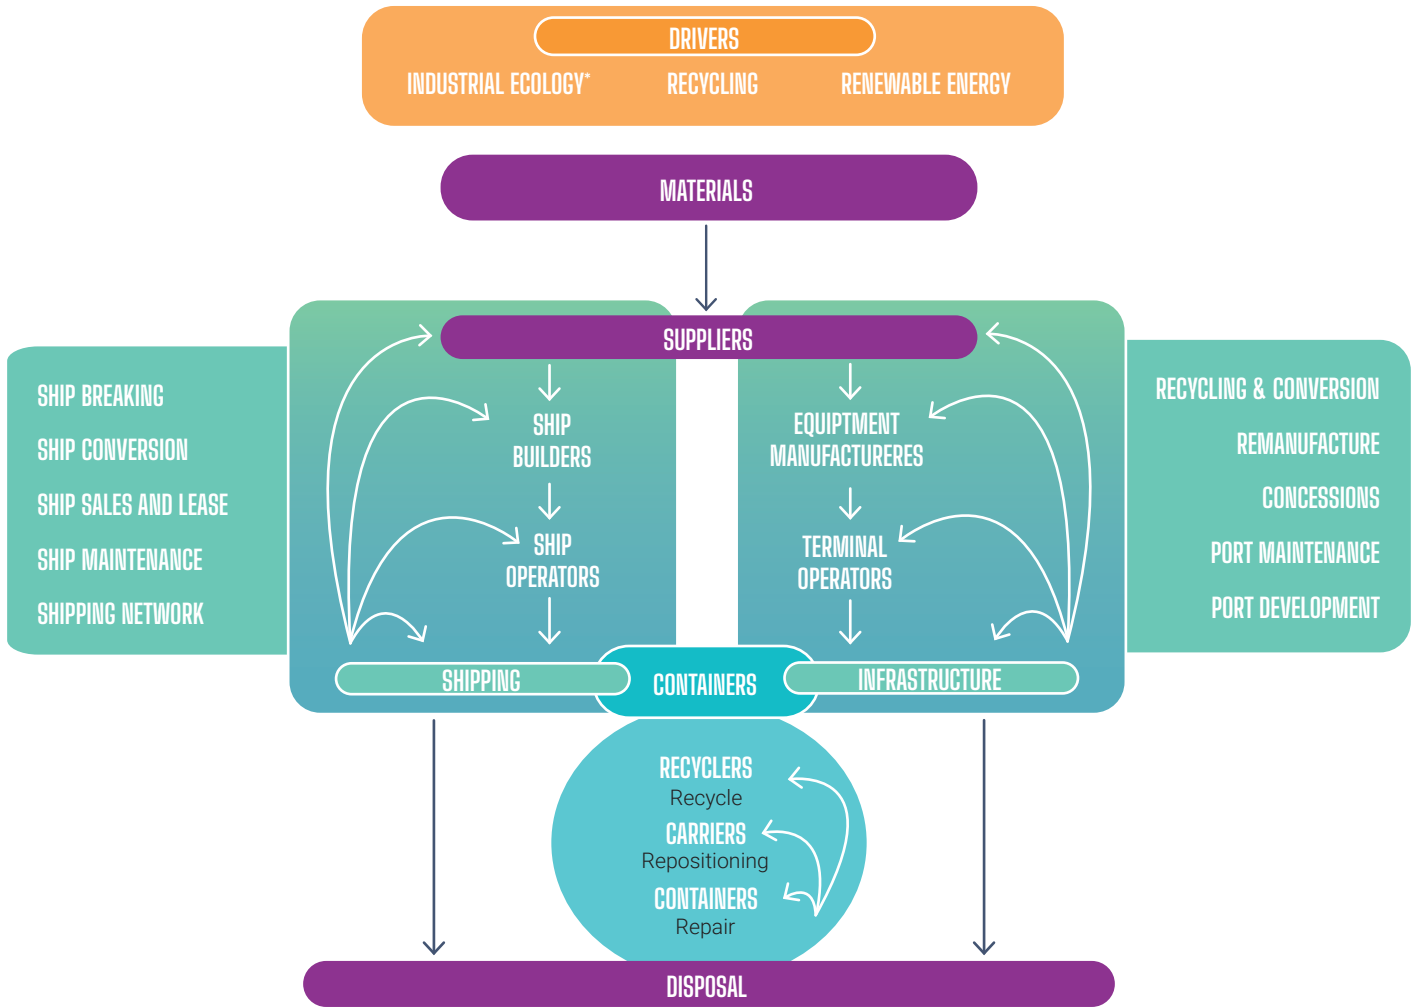 DRIVERS
INDUSTRIAL ECOLOGY*
RECYCLING
RENEWABLE ENERGY
MATERIALS
SUPPLIERS
SHIP BREAKING
SHIP CONVERSION
SHIP SALES AND LEASE
SHIP MAINTENANCE
SHIPPING NETWORK
SHIP
BUILDERS
SHIP
OPERATORS
EQUIPTMENT
MANUFACTURERES
TERMINAL
OPERATORS
RECYCLING & CONVERSION
REMANUFACTURE
CONCESSIONS
PORT MAINTENANCE
PORT DEVELOPMENT
SHIPPING
CONTAINERS
INFRASTRUCTURE
RECYCLERS
Recycle
CARRIERS
Repositioning
CONTAINERS
Repair
DISPOSAL